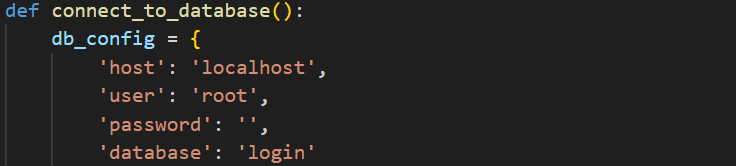 def connect_to_database():
    db_config = {
        'host': 'localhost',
        'user': 'root',
        'password': '',
        'database': 'login'